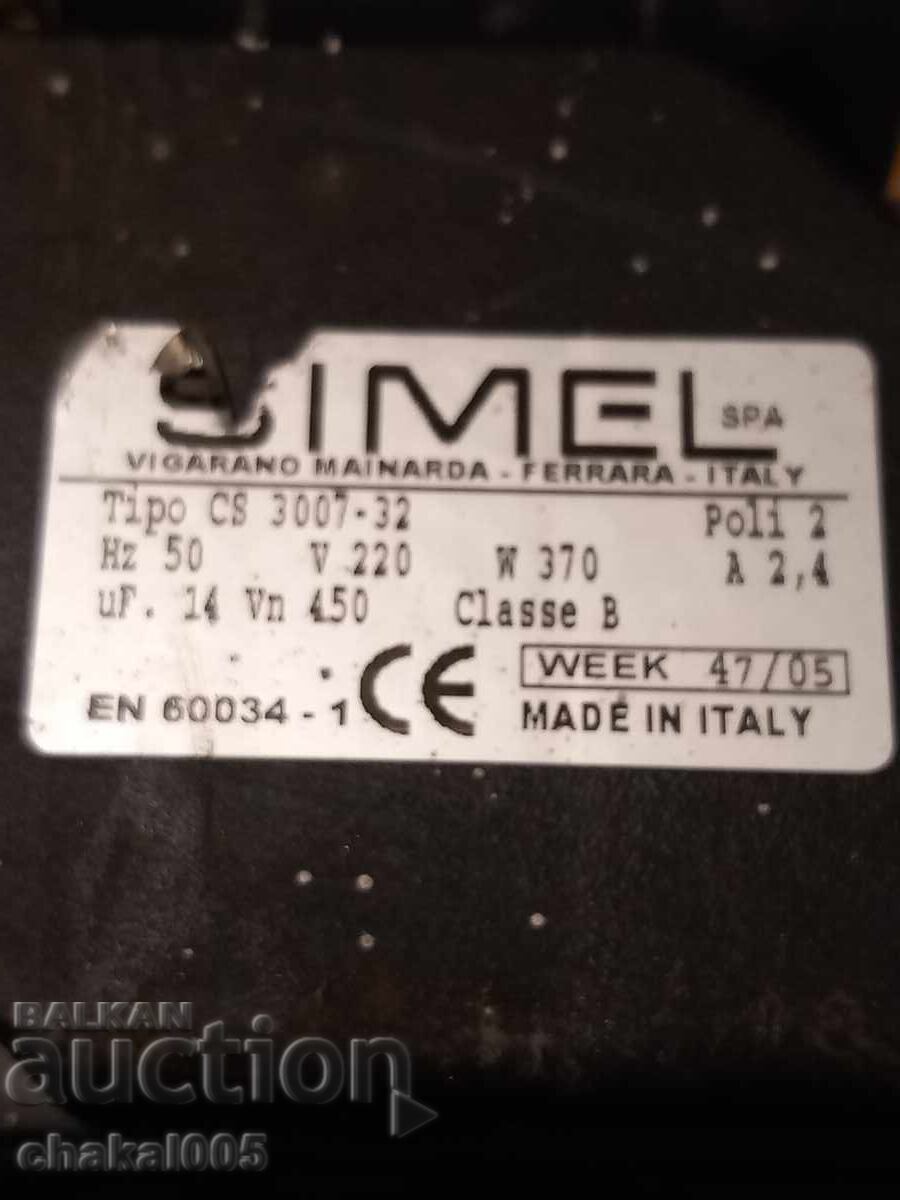 SIMEL SPA
VIGARANO MAINARDA - FERRARA - ITALY
Tipo CS 3007-32 Poli 2
Hz 50 V 220 W 370 A 2,4
uF. 14 Vn 450 Classe B
WEEK 47/05
EN 60034 - 1 CE MADE IN ITALY
BALKAN
auction
chakal005